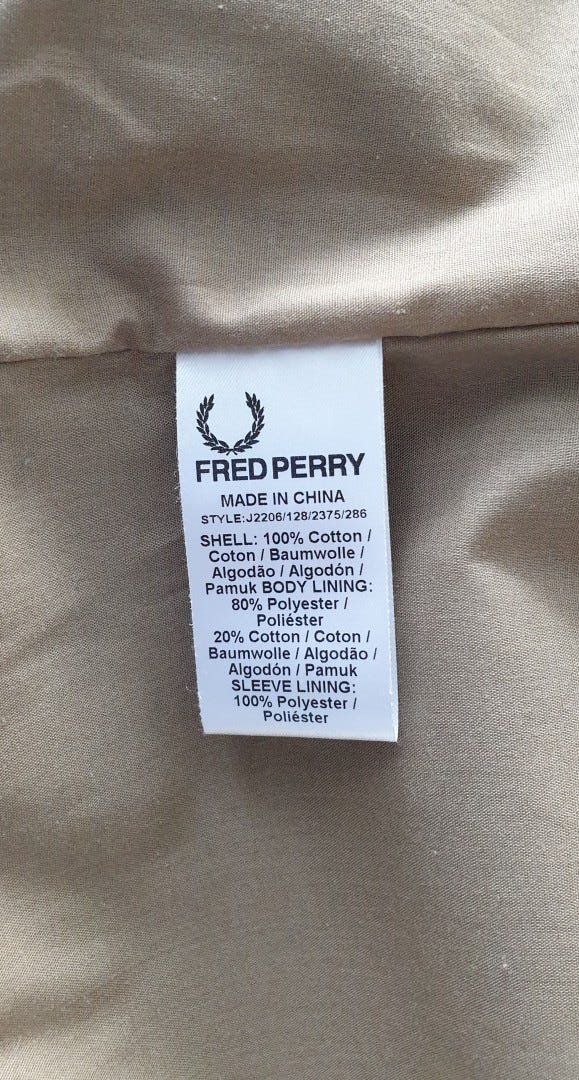 FRED PERRY
MADE IN CHINA
STYLE:J2206/128/2375/286
SHELL: 100% Cotton /
Coton / Baumwolle /
Algodão / Algodón /
Pamuk BODY LINING:
80% Polyester /
Poliéster
20% Cotton / Coton /
Baumwolle / Algodão /
Algodón / Pamuk
SLEEVE LINING:
100% Polyester /
Poliéster